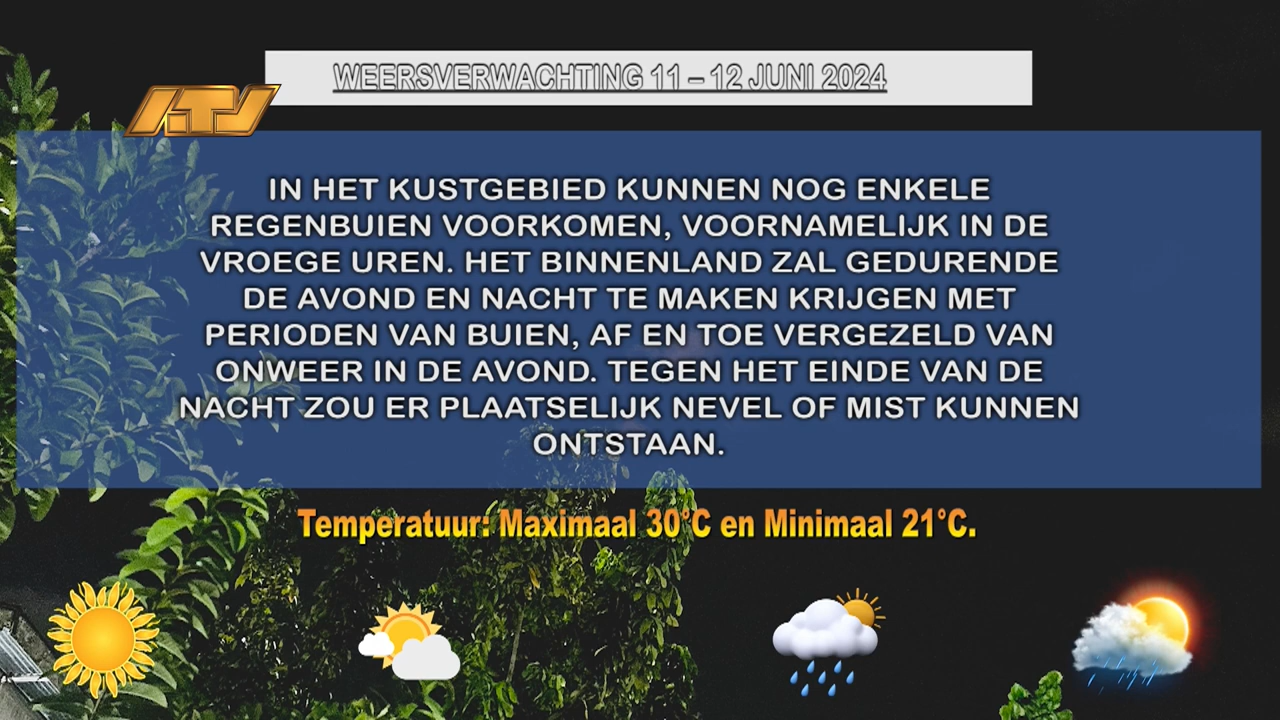 WEERSVERWACHTING 11 – 12 JUNI 2024
ATV
IN HET KUSTGEBIED KUNNEN NOG ENKELE
REGENBUIEN VOORKOMEN, VOORNAMELIJK IN DE
VROEGE UREN. HET BINNENLAND ZAL GEDURENDE
DE AVOND EN NACHT TE MAKEN KRIJGEN MET
PERIODEN VAN BUIEN, AF EN TOE VERGEZELD VAN
ONWEER IN DE AVOND. TEGEN HET EINDE VAN DE
NACHT ZOU ER PLAATSELIJK NEVEL OF MIST KUNNEN
ONTSTAAN.
Temperatuur: Maximaal 30°C en Minimaal 21°C.